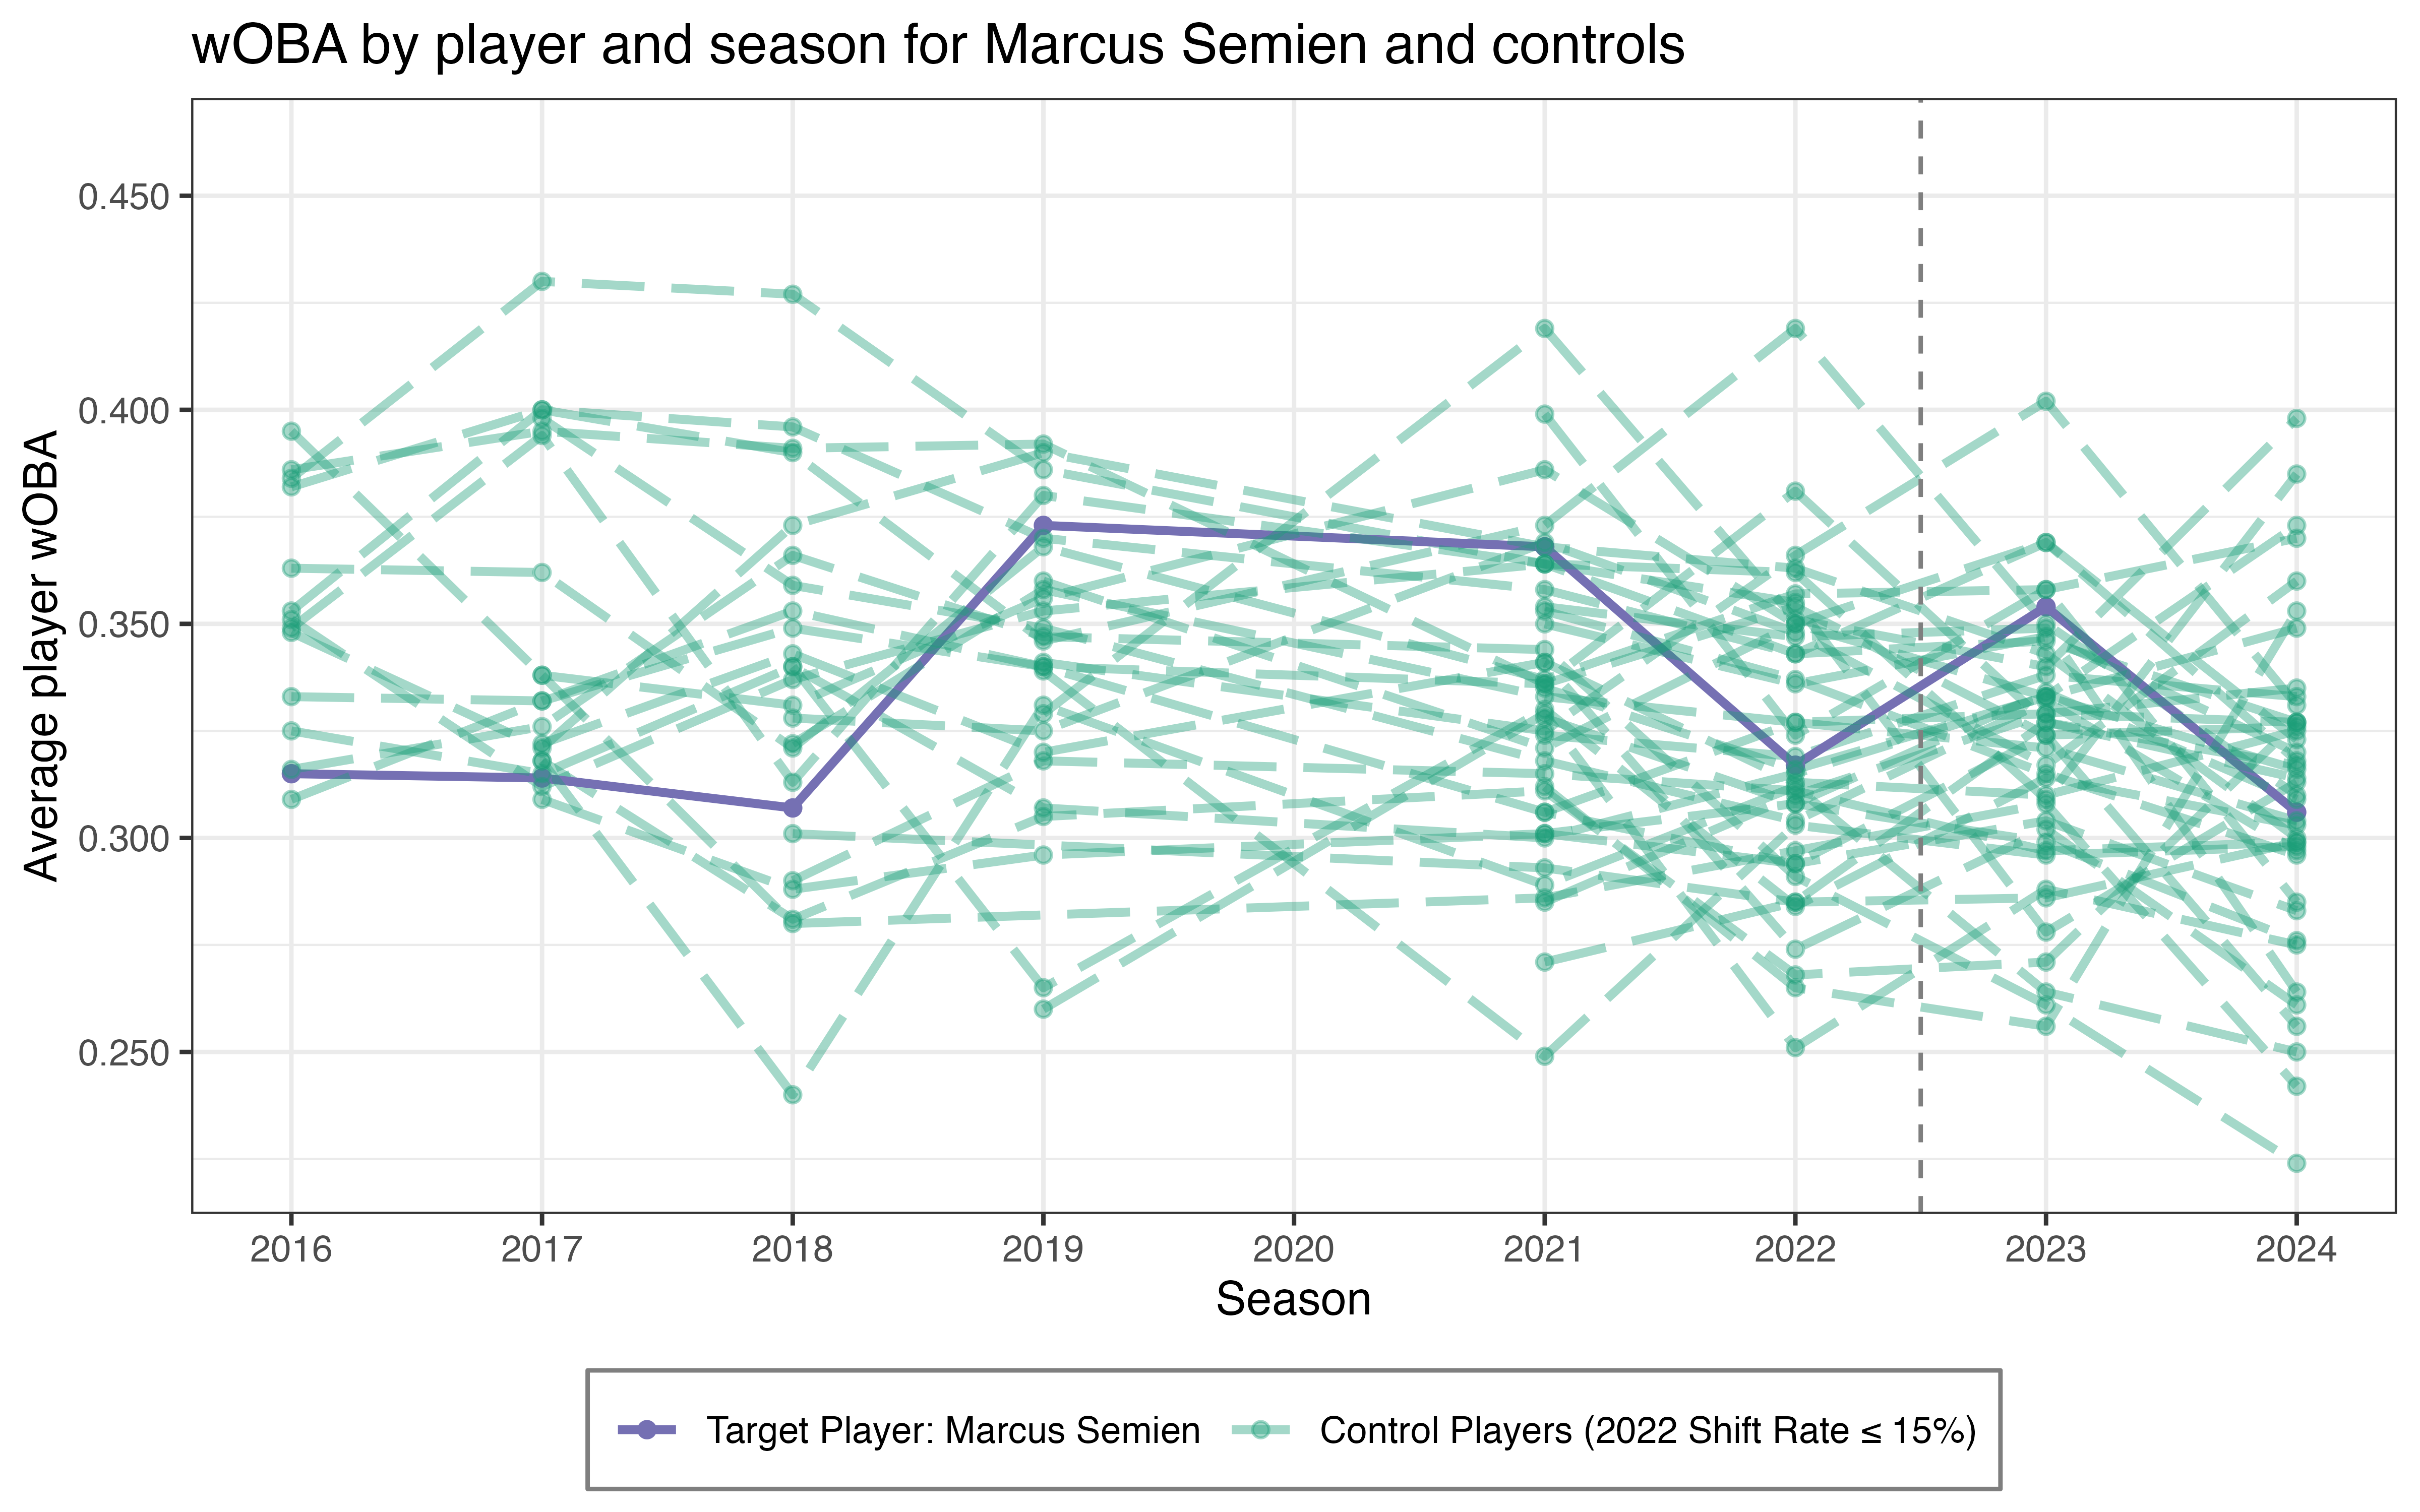 wOBA by player and season for Marcus Semien and controls
Average player wOBA
0.450
0.400
0.350
0.300
0.250
2016 2017 2018 2019 2020 2021 2022 2023 2024
Season
Target Player: Marcus Semien Control Players (2022 Shift Rate ≤ 15%)